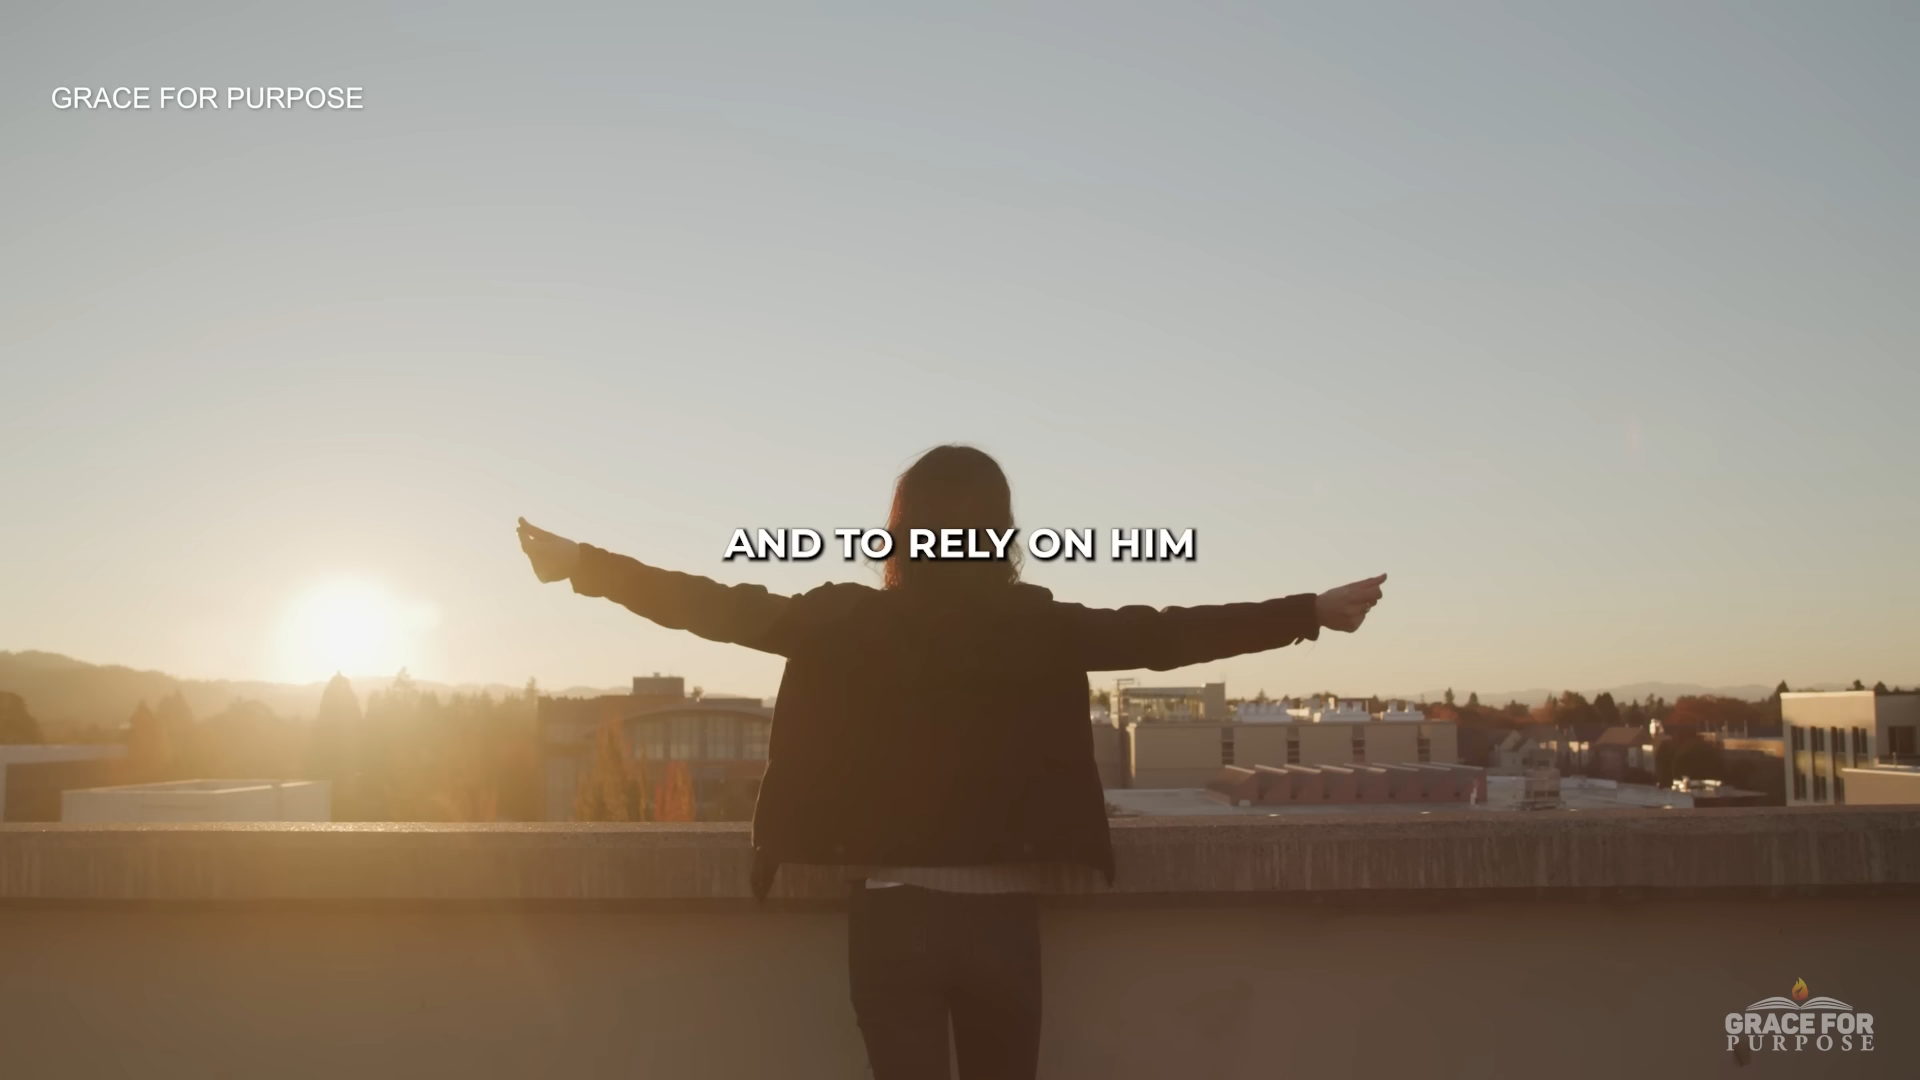 GRACE FOR PURPOSE
AND TO RELY ON HIM
GRACE FOR
PURPOSE